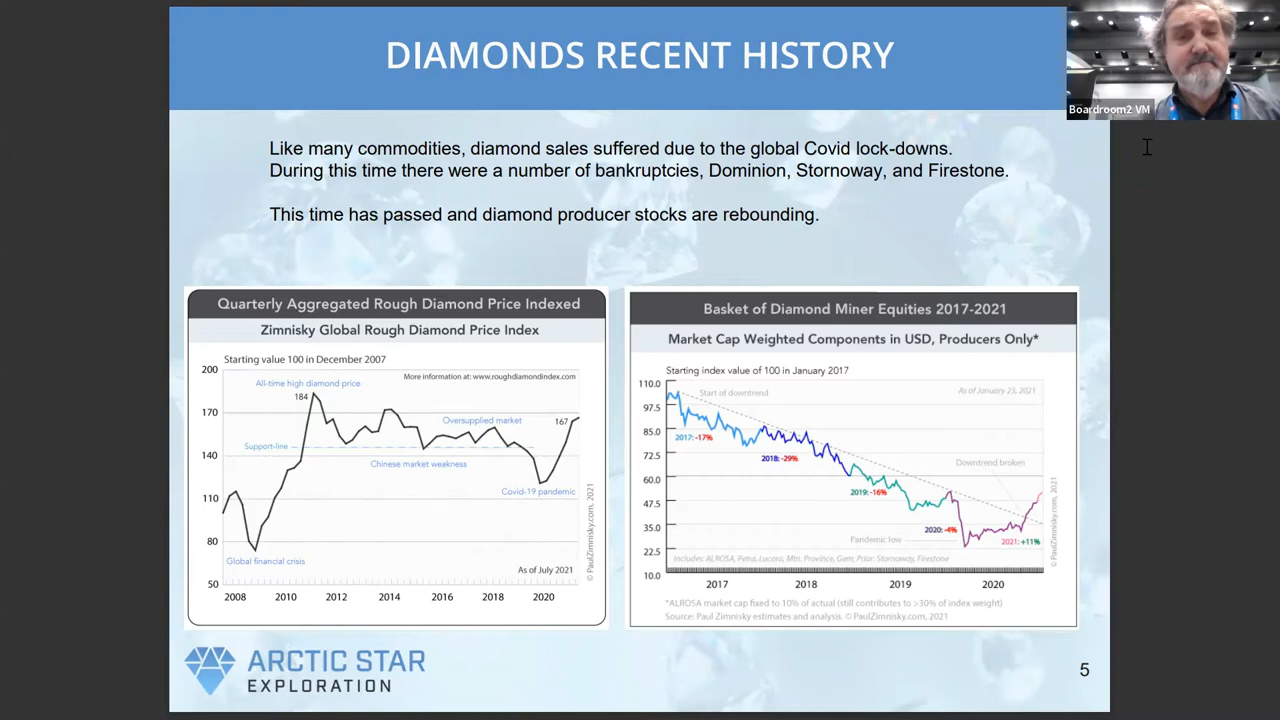 DIAMONDS RECENT HISTORY
Boardroom2 VM
Like many commodities, diamond sales suffered due to the global Covid lock-downs.
During this time there were a number of bankruptcies, Dominion, Stornoway, and Firestone.
This time has passed and diamond producer stocks are rebounding.
Quarterly Aggregated Rough Diamond Price Indexed
Zimnisky Global Rough Diamond Price Index
Starting value 100 in December 2007
200
More information at: www.roughdiamondindex.com
All-time high diamond price
184
170
Oversupplied market
167
Support-line
140
Chinese market weakness
Covid-19 pandemic
110
80
Global financial crisis
As of July 2021
50
2008 2010 2012 2014 2016 2018 2020
© PaulZimnisky.com, 2021
Basket of Diamond Miner Equities 2017-2021
Market Cap Weighted Components in USD, Producers Only*
Starting index value of 100 in January 2017
110.0
Start of downtrend
As of January 23, 2021
97.5
85.0
2017: -17%
72.5
2018: -29%
Downtrend broken
60.0
2019: -16%
47.5
35.0
2020: -4%
Pandemic low
2021: +11%
22.5
Includes: ALROSA, Petra, Lucara, Mtn. Province, Gem; Prior: Stornoway, Firestone
10.0
2017 2018 2019 2020
© PaulZimnisky.com, 2021
*ALROSA market cap fixed to 10% of actual (still contributes to >30% of index weight)
Source: Paul Zimnisky estimates and analysis. © PaulZimnisky.com, 2021
ARCTIC STAR
EXPLORATION
5